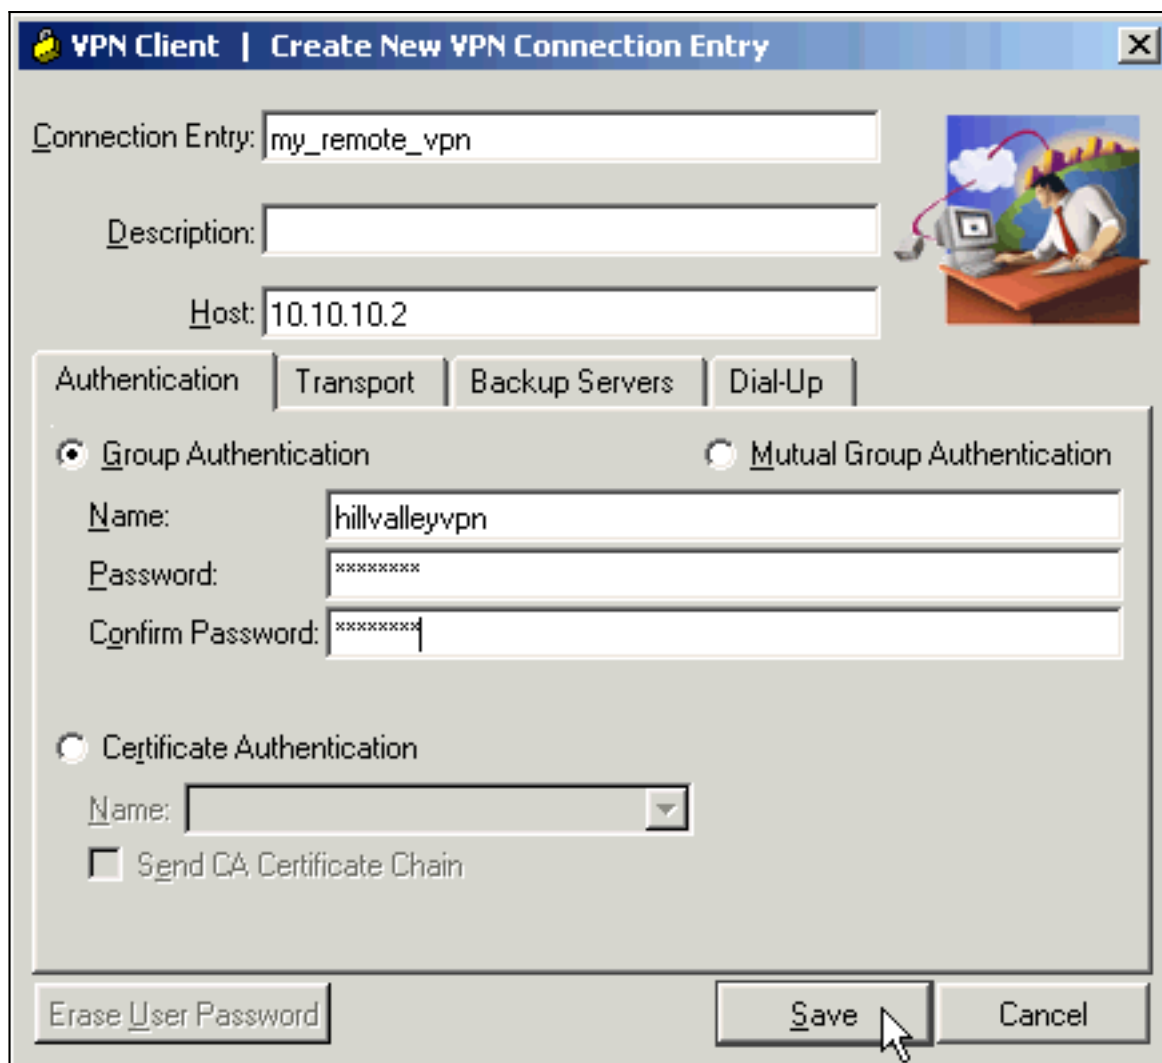 VPN Client | Create New VPN Connection Entry
Connection Entry: my_remote_vpn
Description:
Host: 10.10.10.2
Authentication Transport Backup Servers Dial-Up
Group Authentication Mutual Group Authentication
Name: hillvalleyvpn
Password: ********
Confirm Password: ********
Certificate Authentication
Name:
Send CA Certificate Chain
Erase User Password Save Cancel